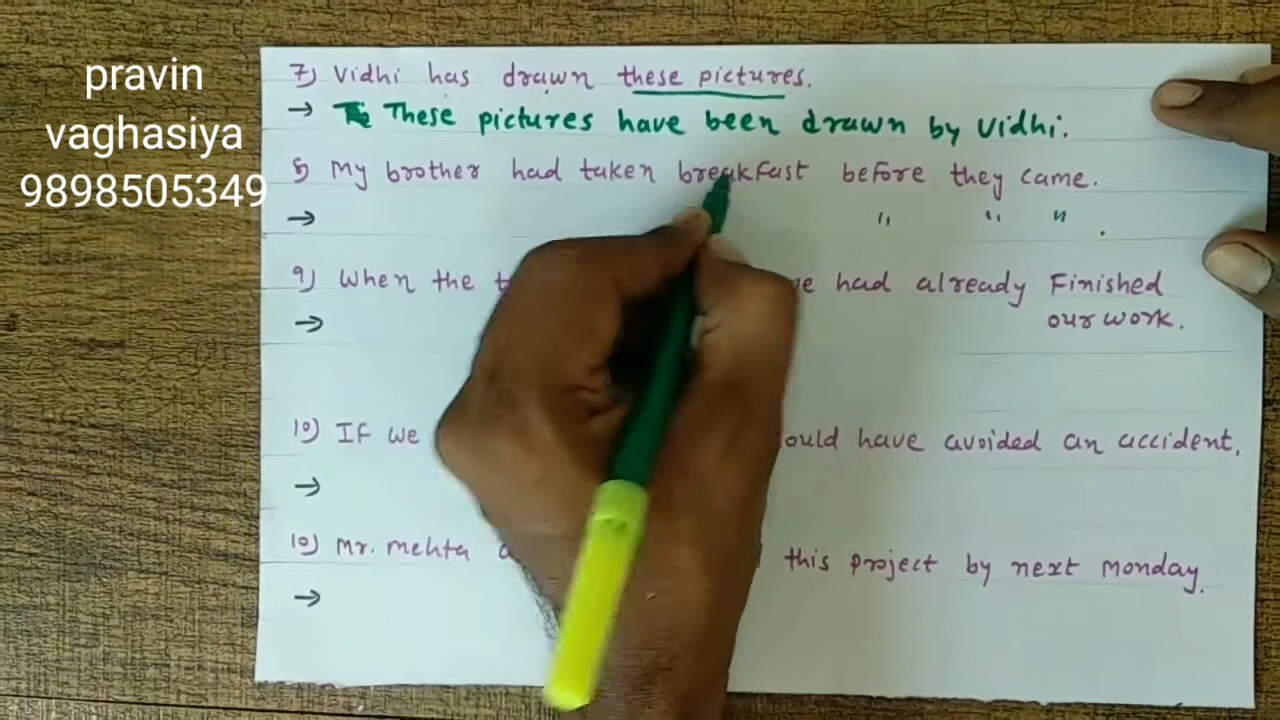 pravin
vaghasiya
9898505349
7) Vidhi has drawn these pictures.
→ These pictures have been drawn by Vidhi.
8) My brother had taken breakfast before they came.
→ " " " .
9) When the had already Finished
our work.
→
10) IF we have avoided an accident.
→
10) Mr. Mehta this project by next Monday.
→